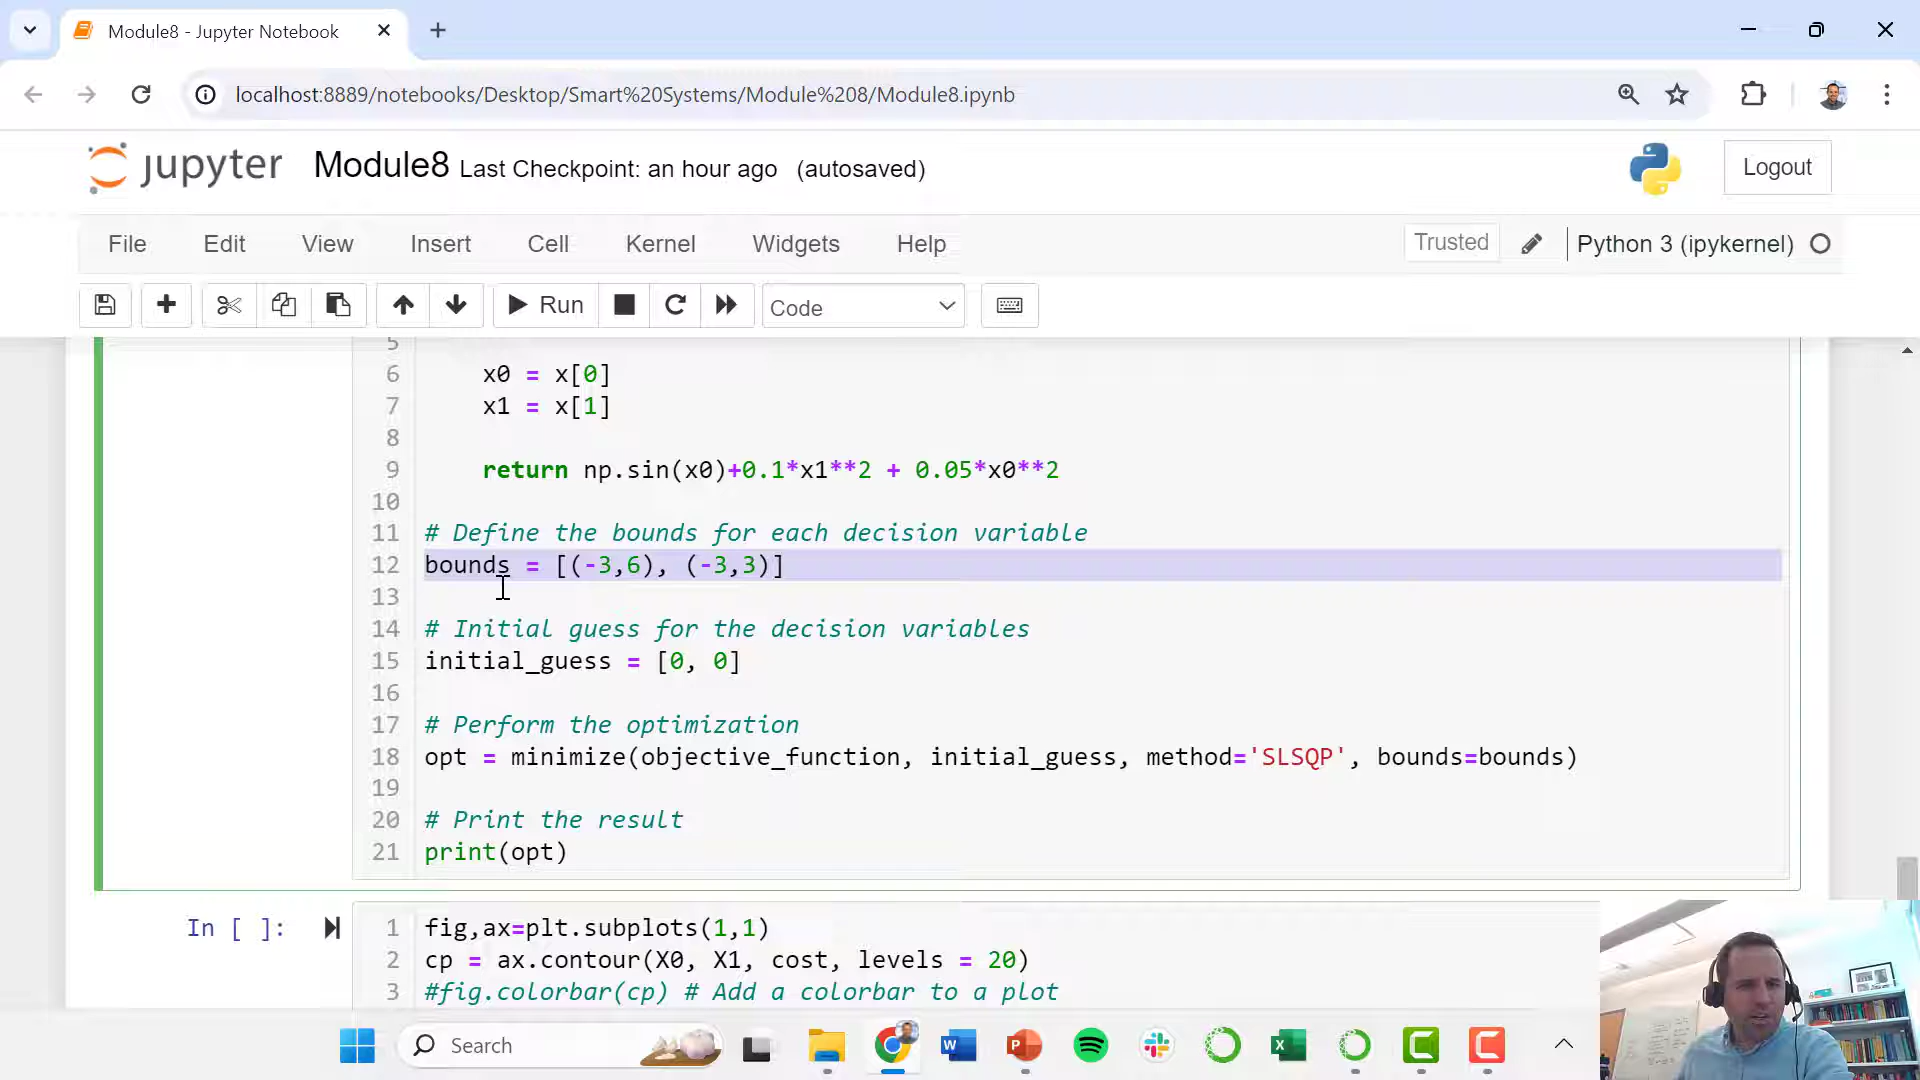 Module8 - Jupyter Notebook
localhost:8889/notebooks/Desktop/Smart%20Systems/Module%208/Module8.ipynb
jupyter Module8 Last Checkpoint: an hour ago (autosaved)
Logout
File Edit View Insert Cell Kernel Widgets Help
Trusted Python 3 (ipykernel)
Run Code
5
6 x0 = x[0]
7 x1 = x[1]
8
9 return np.sin(x0)+0.1*x1**2 + 0.05*x0**2
10
11 # Define the bounds for each decision variable
12 bounds = [(-3,6), (-3,3)]
13
14 # Initial guess for the decision variables
15 initial_guess = [0, 0]
16
17 # Perform the optimization
18 opt = minimize(objective_function, initial_guess, method='SLSQP', bounds=bounds)
19
20 # Print the result
21 print(opt)
In [ ]: 1 fig,ax=plt.subplots(1,1)
2 cp = ax.contour(X0, X1, cost, levels = 20)
3 #fig.colorbar(cp) # Add a colorbar to a plot
Search